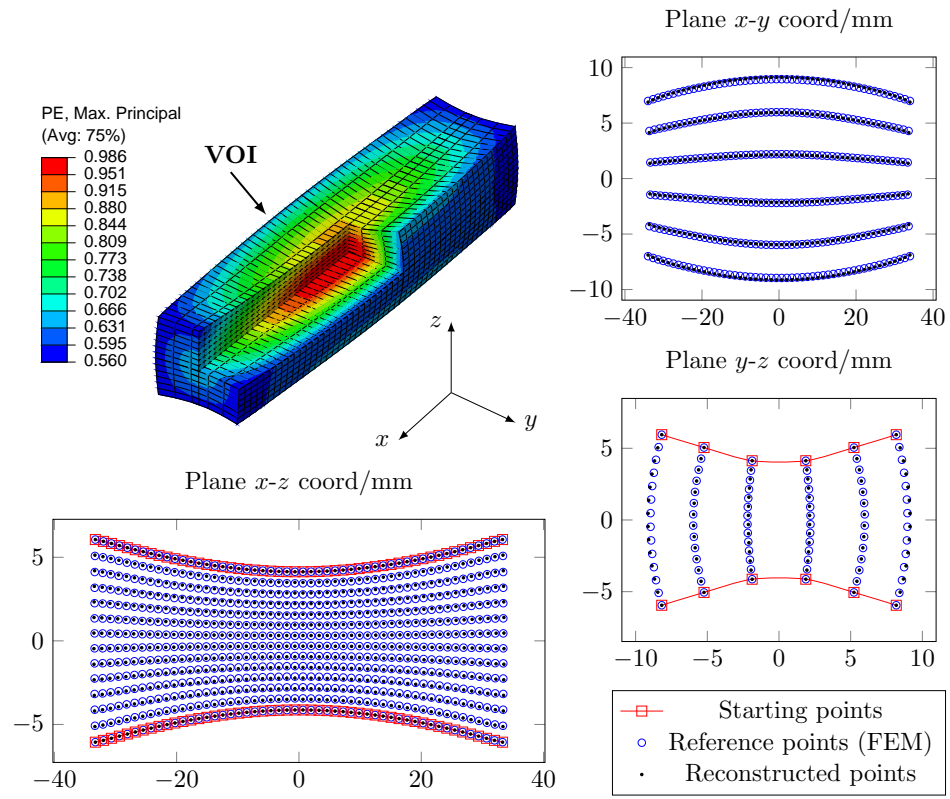 PE, Max. Principal
(Avg: 75%)
0.986
0.951
0.915
0.880
0.844
0.809
0.773
0.738
0.702
0.666
0.631
0.595
0.560
VOI
z
x
y
Plane x-y coord/mm
10
5
0
−5
−10
−40 −20 0 20 40
Plane y-z coord/mm
5
0
−5
−10 −5 0 5 10
Plane x-z coord/mm
5
0
−5
−40 −20 0 20 40
Starting points
Reference points (FEM)
Reconstructed points